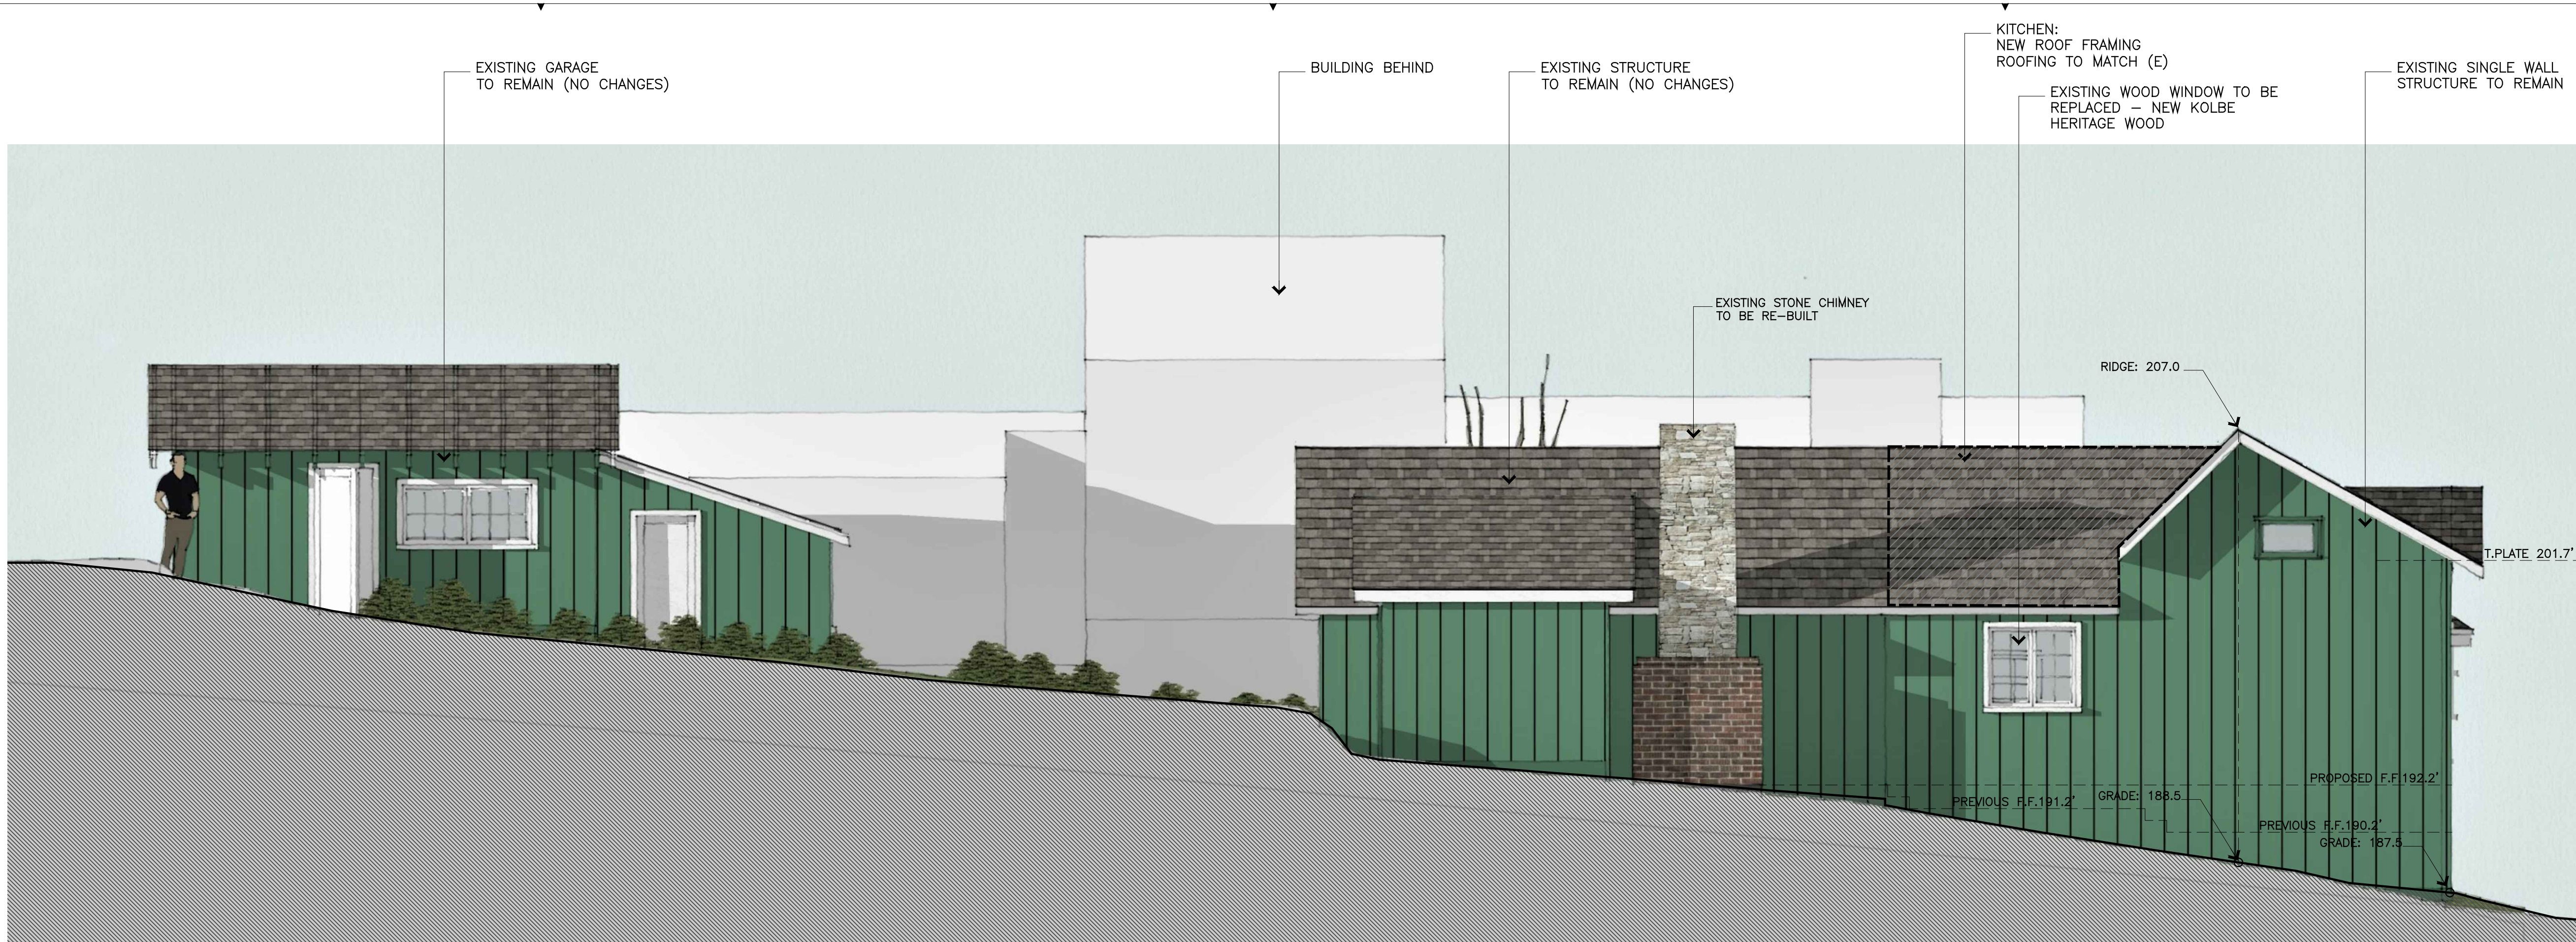 EXISTING GARAGE
TO REMAIN (NO CHANGES)
BUILDING BEHIND
EXISTING STRUCTURE
TO REMAIN (NO CHANGES)
KITCHEN:
NEW ROOF FRAMING
ROOFING TO MATCH (E)
EXISTING WOOD WINDOW TO BE
REPLACED – NEW KOLBE
HERITAGE WOOD
EXISTING SINGLE WALL
STRUCTURE TO REMAIN
EXISTING STONE CHIMNEY
TO BE RE-BUILT
RIDGE: 207.0
T.PLATE 201.7'
PROPOSED F.F.192.2'
PREVIOUS F.F.191.2'
GRADE: 188.5
PREVIOUS F.F.190.2'
GRADE: 187.5